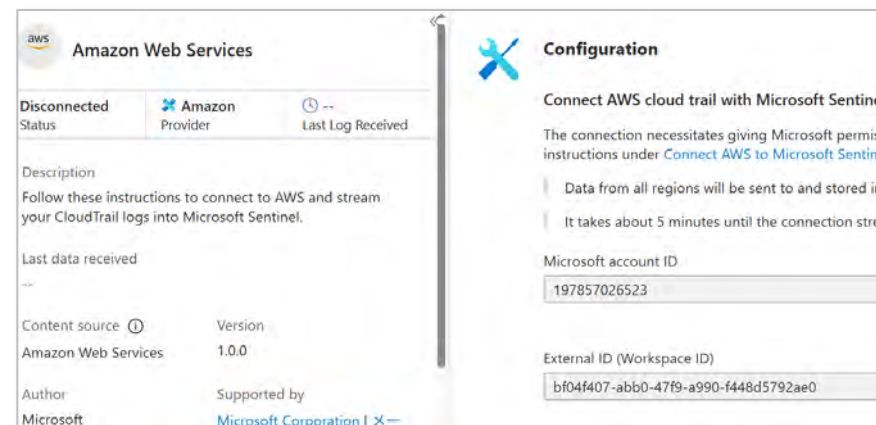 aws
Amazon Web Services
Disconnected
Status
Amazon
Provider
--
Last Log Received
Description
Follow these instructions to connect to AWS and stream
your CloudTrail logs into Microsoft Sentinel.
Last data received
--
Content source
Version
Amazon Web Services
1.0.0
Author
Supported by
Microsoft
Microsoft Corporation |
Configuration
Connect AWS cloud trail with Microsoft Sentine
The connection necessitates giving Microsoft permis
instructions under Connect AWS to Microsoft Sentin
Data from all regions will be sent to and stored i
It takes about 5 minutes until the connection stre
Microsoft account ID
197857026523
External ID (Workspace ID)
bf04f407-abb0-47f9-a990-f448d5792ae0